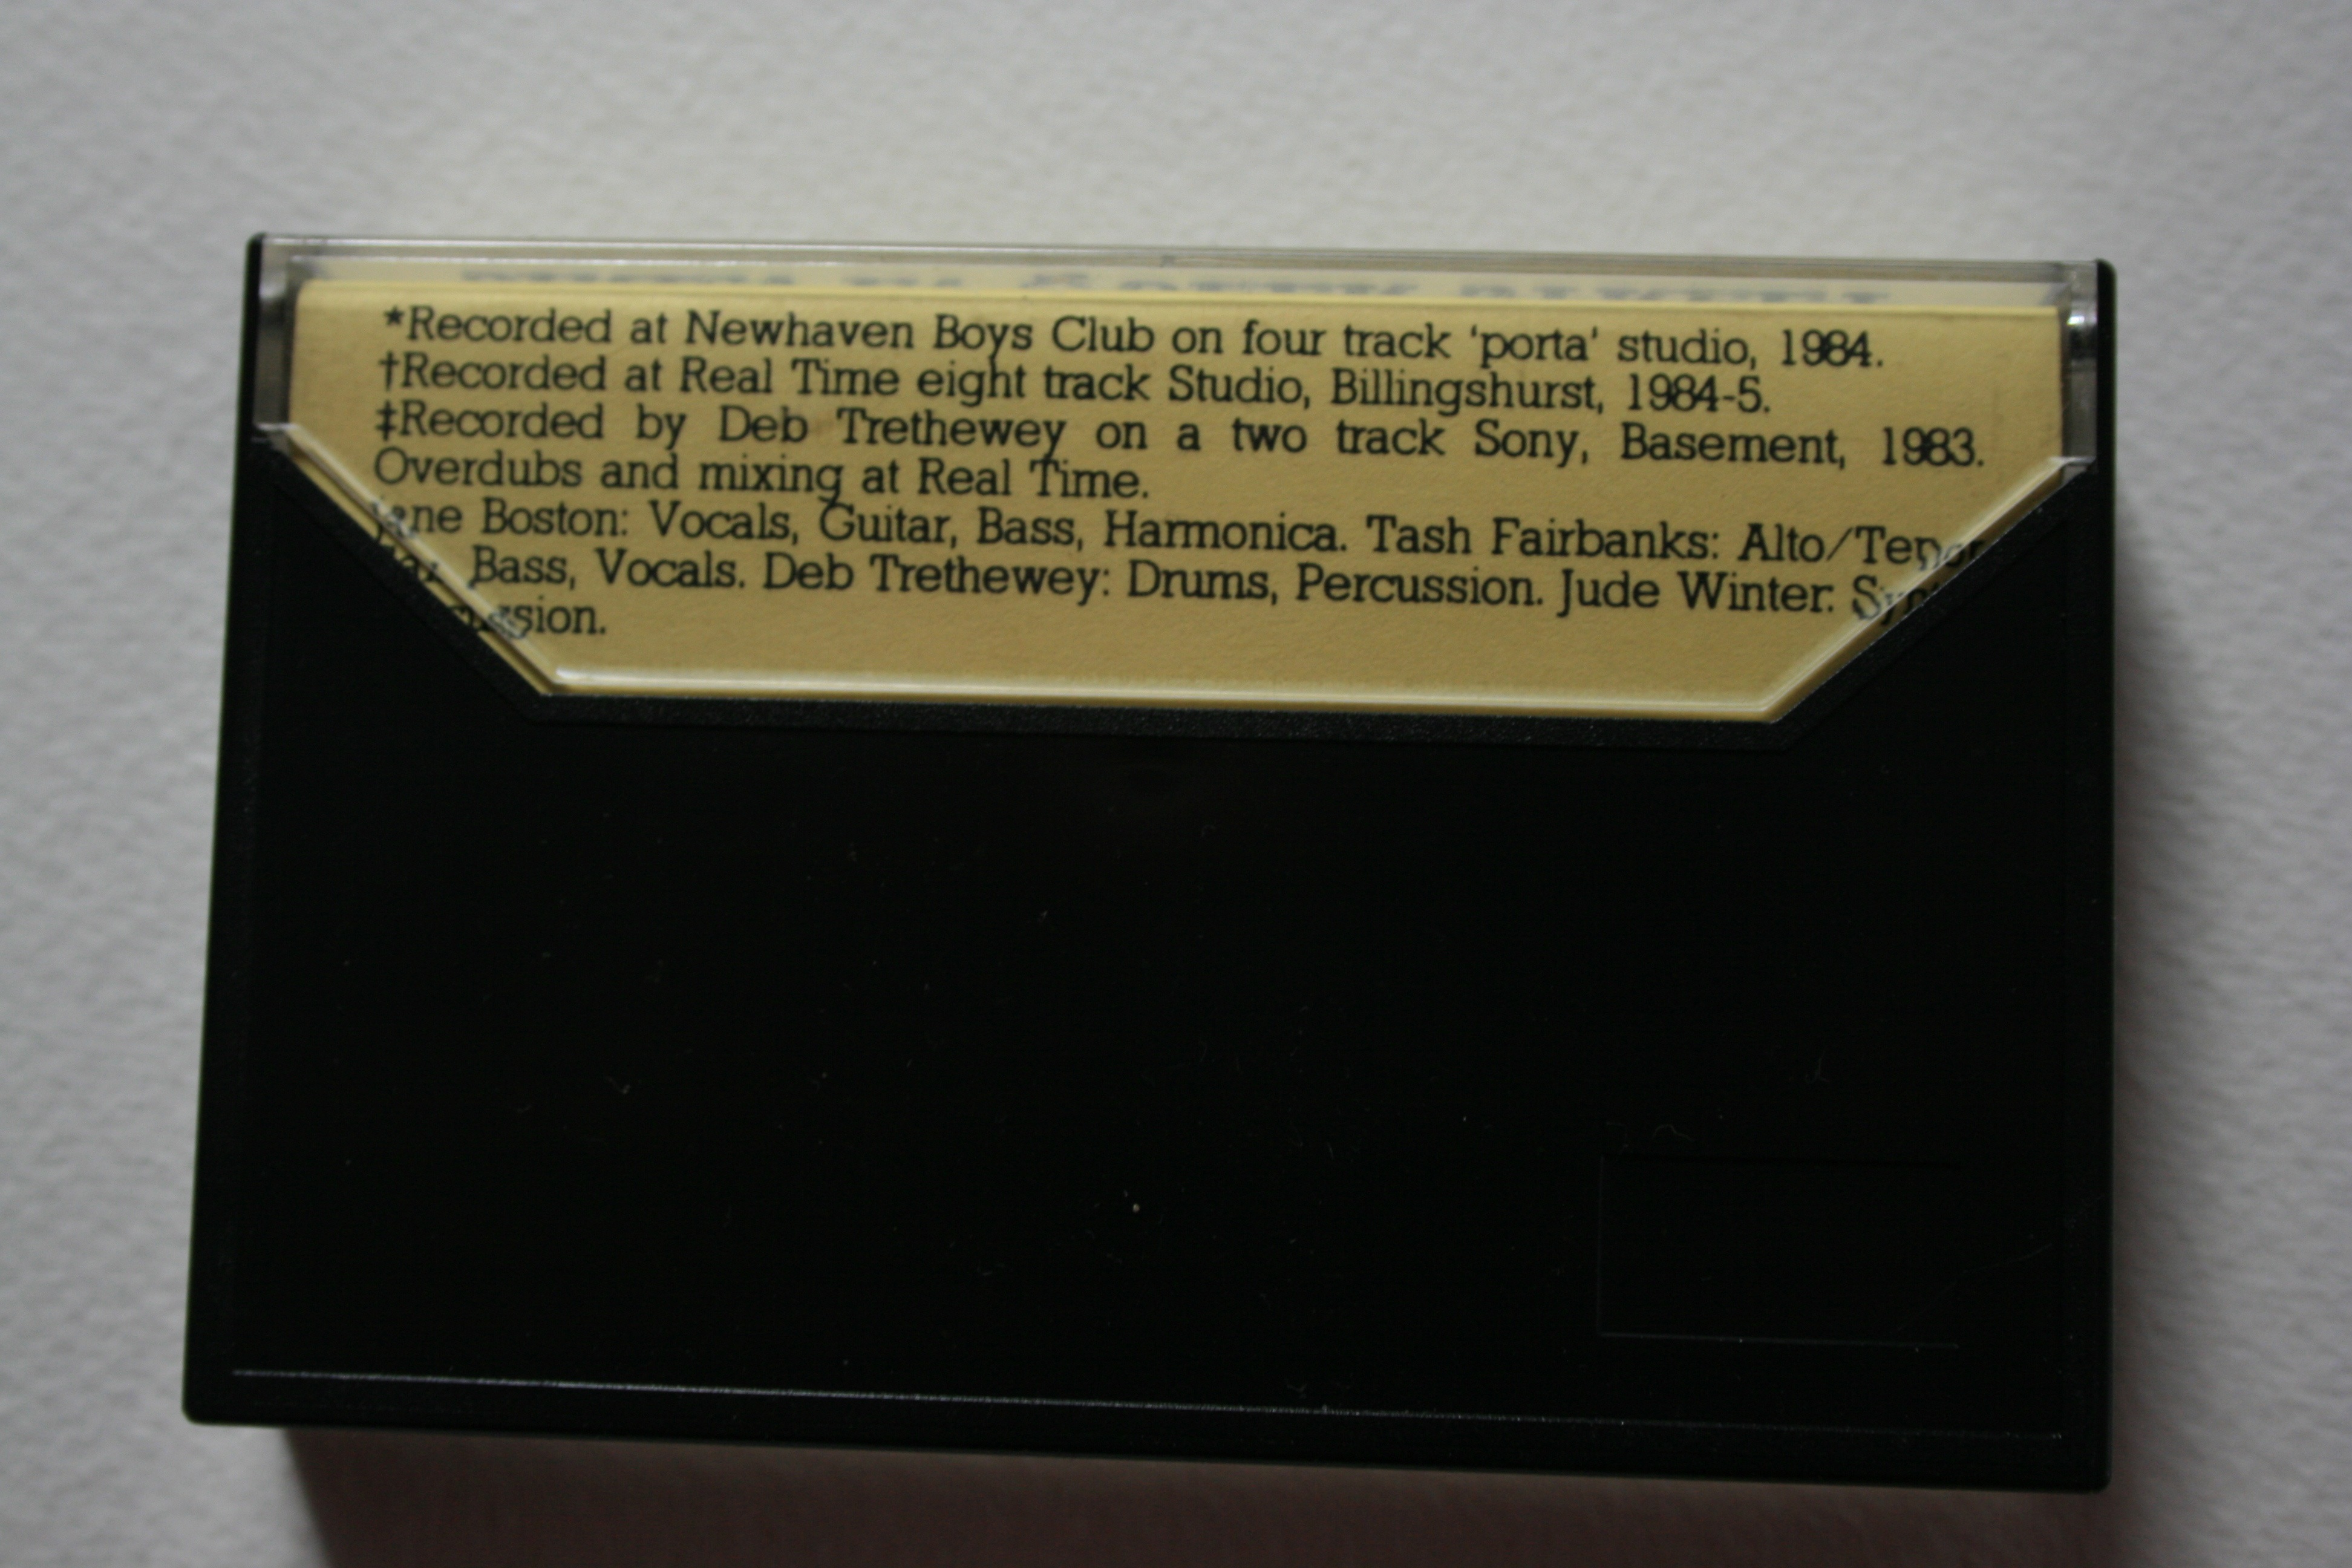 *Recorded at Newhaven Boys Club on four track 'porta' studio, 1984.
†Recorded at Real Time eight track Studio, Billingshurst, 1984-5.
‡Recorded by Deb Trethewey on a two track Sony, Basement, 1983.
Overdubs and mixing at Real Time.
Jane Boston: Vocals, Guitar, Bass, Harmonica. Tash Fairbanks: Alto/Tenor
Bass, Vocals. Deb Trethewey: Drums, Percussion. Jude Winter: